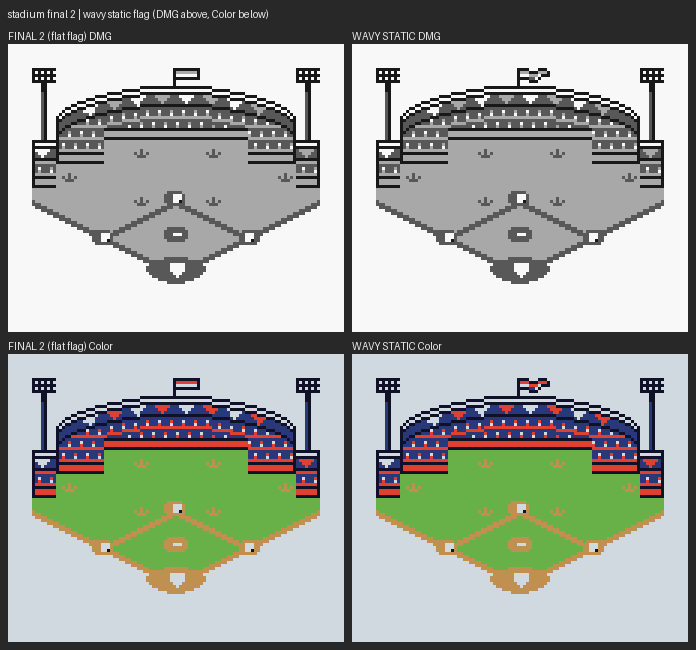 stadium final 2 | wavy static flag (DMG above, Color below)
FINAL 2 (flat flag) DMG
WAVY STATIC DMG
FINAL 2 (flat flag) Color
WAVY STATIC Color